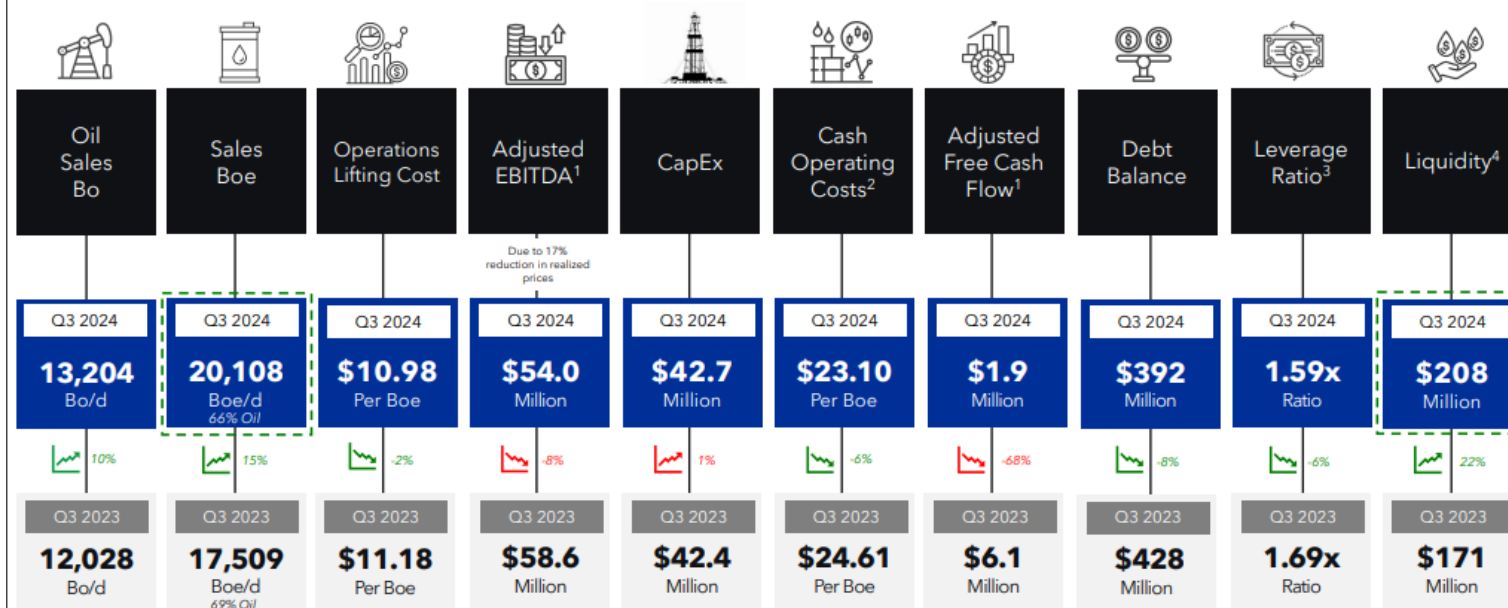 Oil
Sales
Bo
Sales
Boe
Operations
Lifting Cost
Adjusted
EBITDA¹
CapEx
Cash
Operating
Costs²
Adjusted
Free Cash
Flow¹
Debt
Balance
Leverage
Ratio³
Liquidity⁴
Due to 17%
reduction in realized
prices
Q3 2024
13,204
Bo/d
Q3 2024
20,108
Boe/d
66% Oil
Q3 2024
$10.98
Per Boe
Q3 2024
$54.0
Million
Q3 2024
$42.7
Million
Q3 2024
$23.10
Per Boe
Q3 2024
$1.9
Million
Q3 2024
$392
Million
Q3 2024
1.59x
Ratio
Q3 2024
$208
Million
10%
15%
-2%
-8%
1%
-6%
-68%
-8%
-6%
22%
Q3 2023
12,028
Bo/d
Q3 2023
17,509
Boe/d
69% Oil
Q3 2023
$11.18
Per Boe
Q3 2023
$58.6
Million
Q3 2023
$42.4
Million
Q3 2023
$24.61
Per Boe
Q3 2023
$6.1
Million
Q3 2023
$428
Million
Q3 2023
1.69x
Ratio
Q3 2023
$171
Million